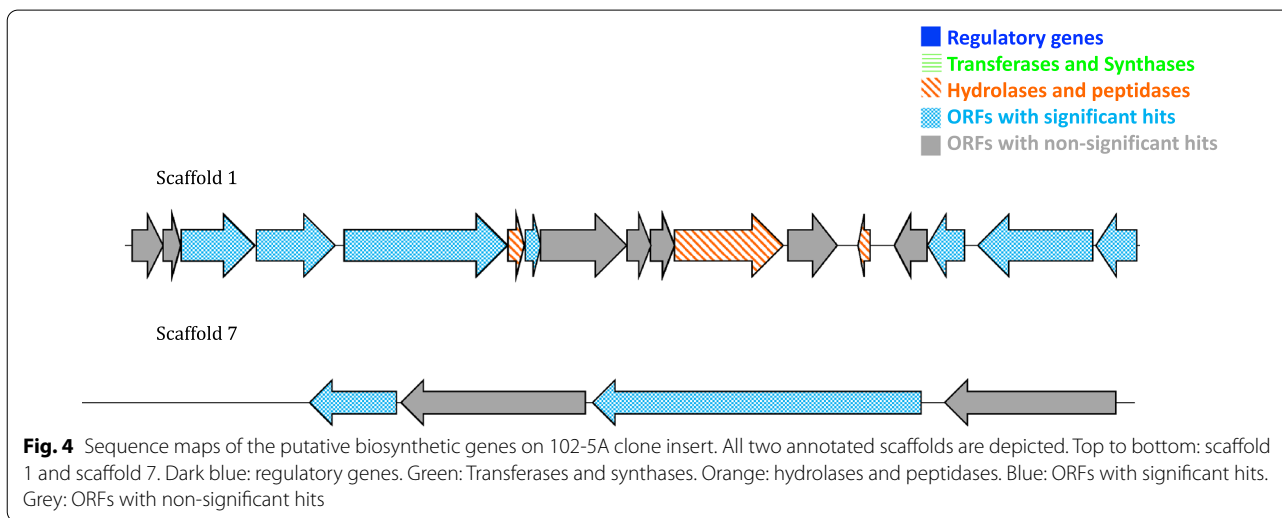 Regulatory genes
Transferases and Synthases
Hydrolases and peptidases
ORFs with significant hits
ORFs with non-significant hits
Scaffold 1
Scaffold 7
Fig. 4 Sequence maps of the putative biosynthetic genes on 102-5A clone insert. All two annotated scaffolds are depicted. Top to bottom: scaffold
1 and scaffold 7. Dark blue: regulatory genes. Green: Transferases and synthases. Orange: hydrolases and peptidases. Blue: ORFs with significant hits.
Grey: ORFs with non-significant hits